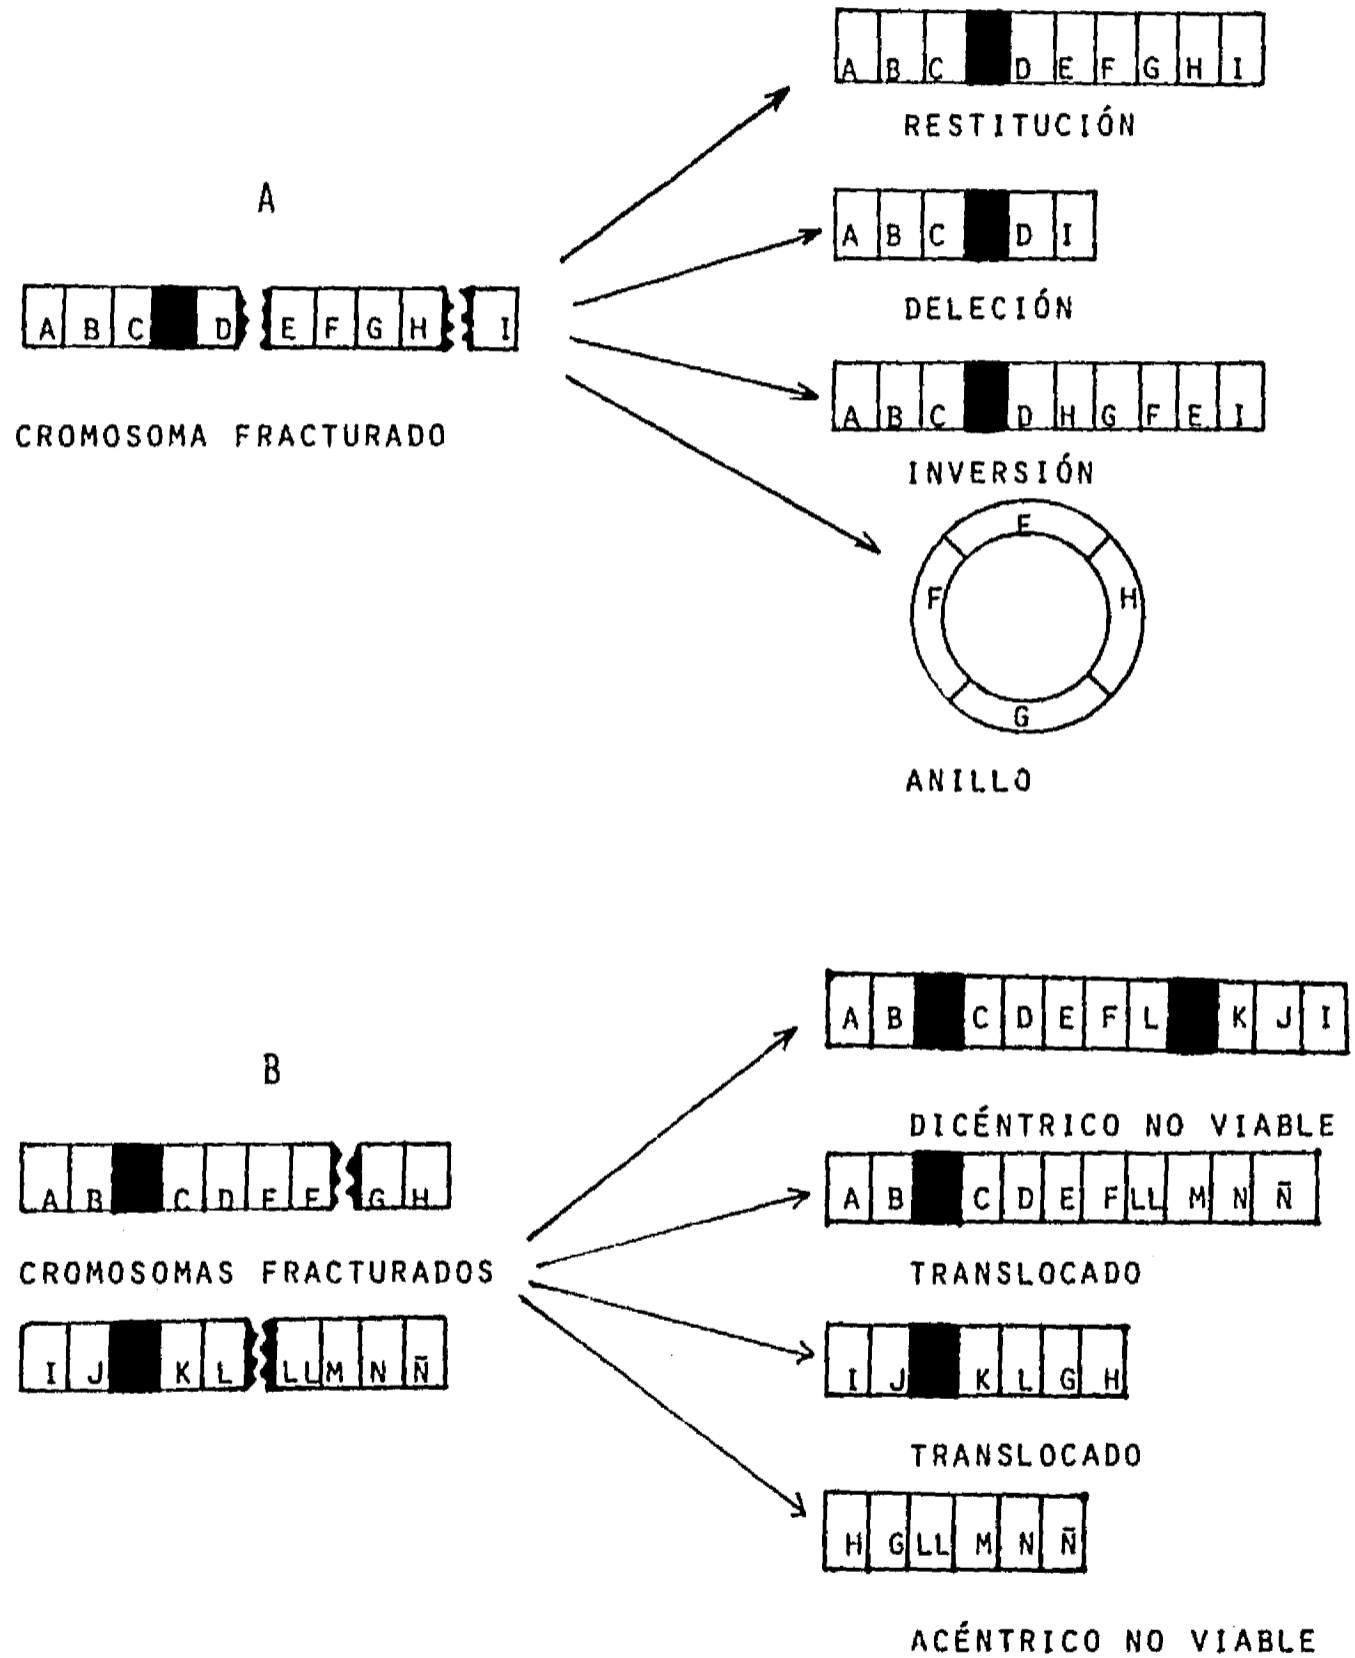 A
A B C D E F G H I
CROMOSOMA FRACTURADO
A B C D E F G H I
RESTITUCIÓN
A B C D I
DELECIÓN
A B C D H G F E I
INVERSIÓN
E
F H
G
ANILLO
B
A B C D E F G H
CROMOSOMAS FRACTURADOS
I J K L LL M N Ñ
A B C D E F L K J I
DICÉNTRICO NO VIABLE
A B C D E F LL M N Ñ
TRANSLOCADO
I J K L G H
TRANSLOCADO
H G LL M N Ñ
ACÉNTRICO NO VIABLE